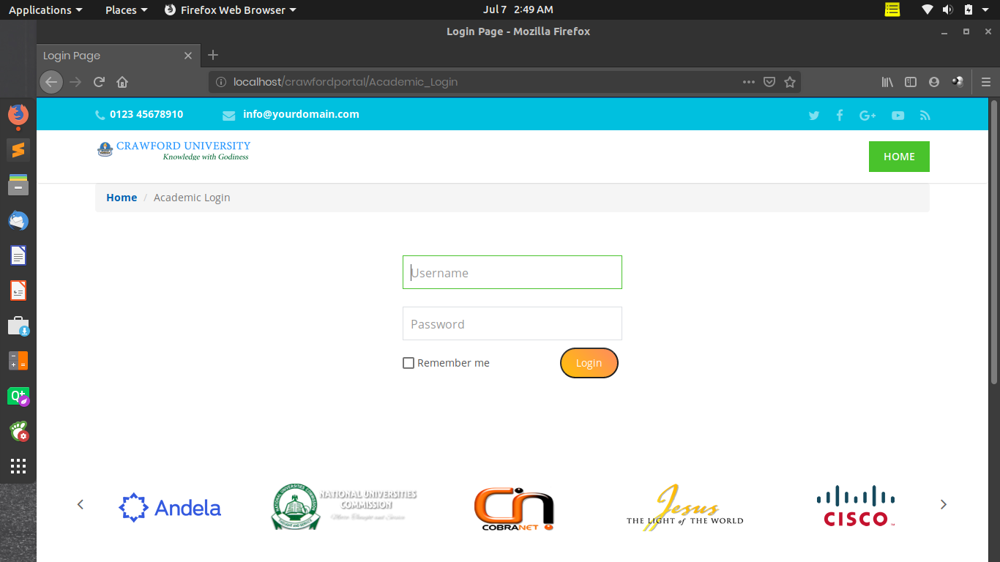 Applications Places Firefox Web Browser Jul 7 2:49 AM
Login Page - Mozilla Firefox
Login Page
localhost/crawfordportal/Academic_Login
0123 45678910 info@yourdomain.com
CRAWFORD UNIVERSITY
Knowledge with Godiness
HOME
Home / Academic Login
Username
Password
Remember me Login
Andela
NATIONAL UNIVERSITIES
COMMISSION
COBRANET
Jesus
THE LIGHT of THE WORLD
CISCO